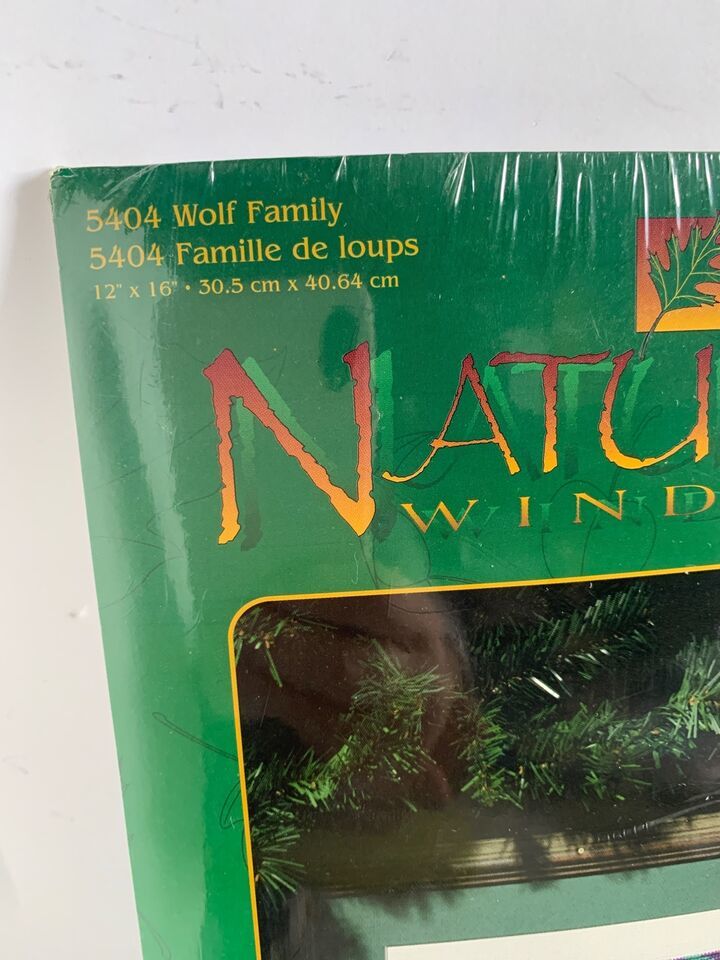 5404 Wolf Family
5404 Famille de loups
12" x 16" • 30.5 cm x 40.64 cm
NATU
WIND